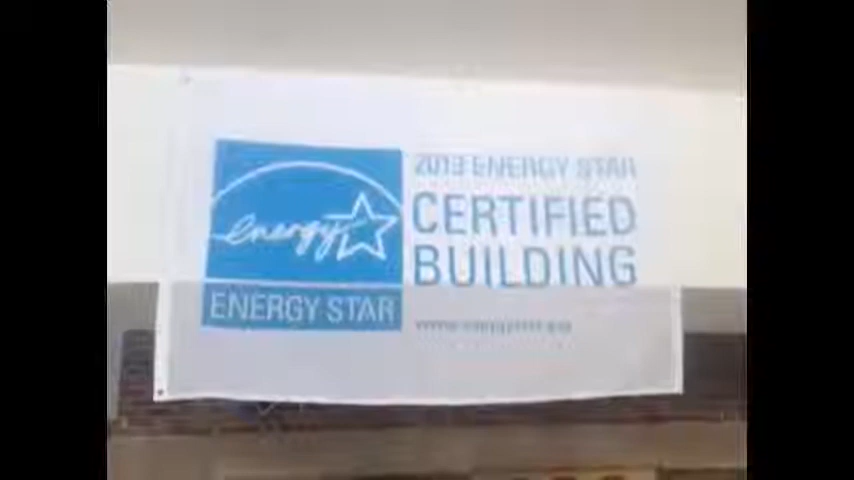 2013 ENERGY STAR
CERTIFIED
BUILDING
energy
ENERGY STAR